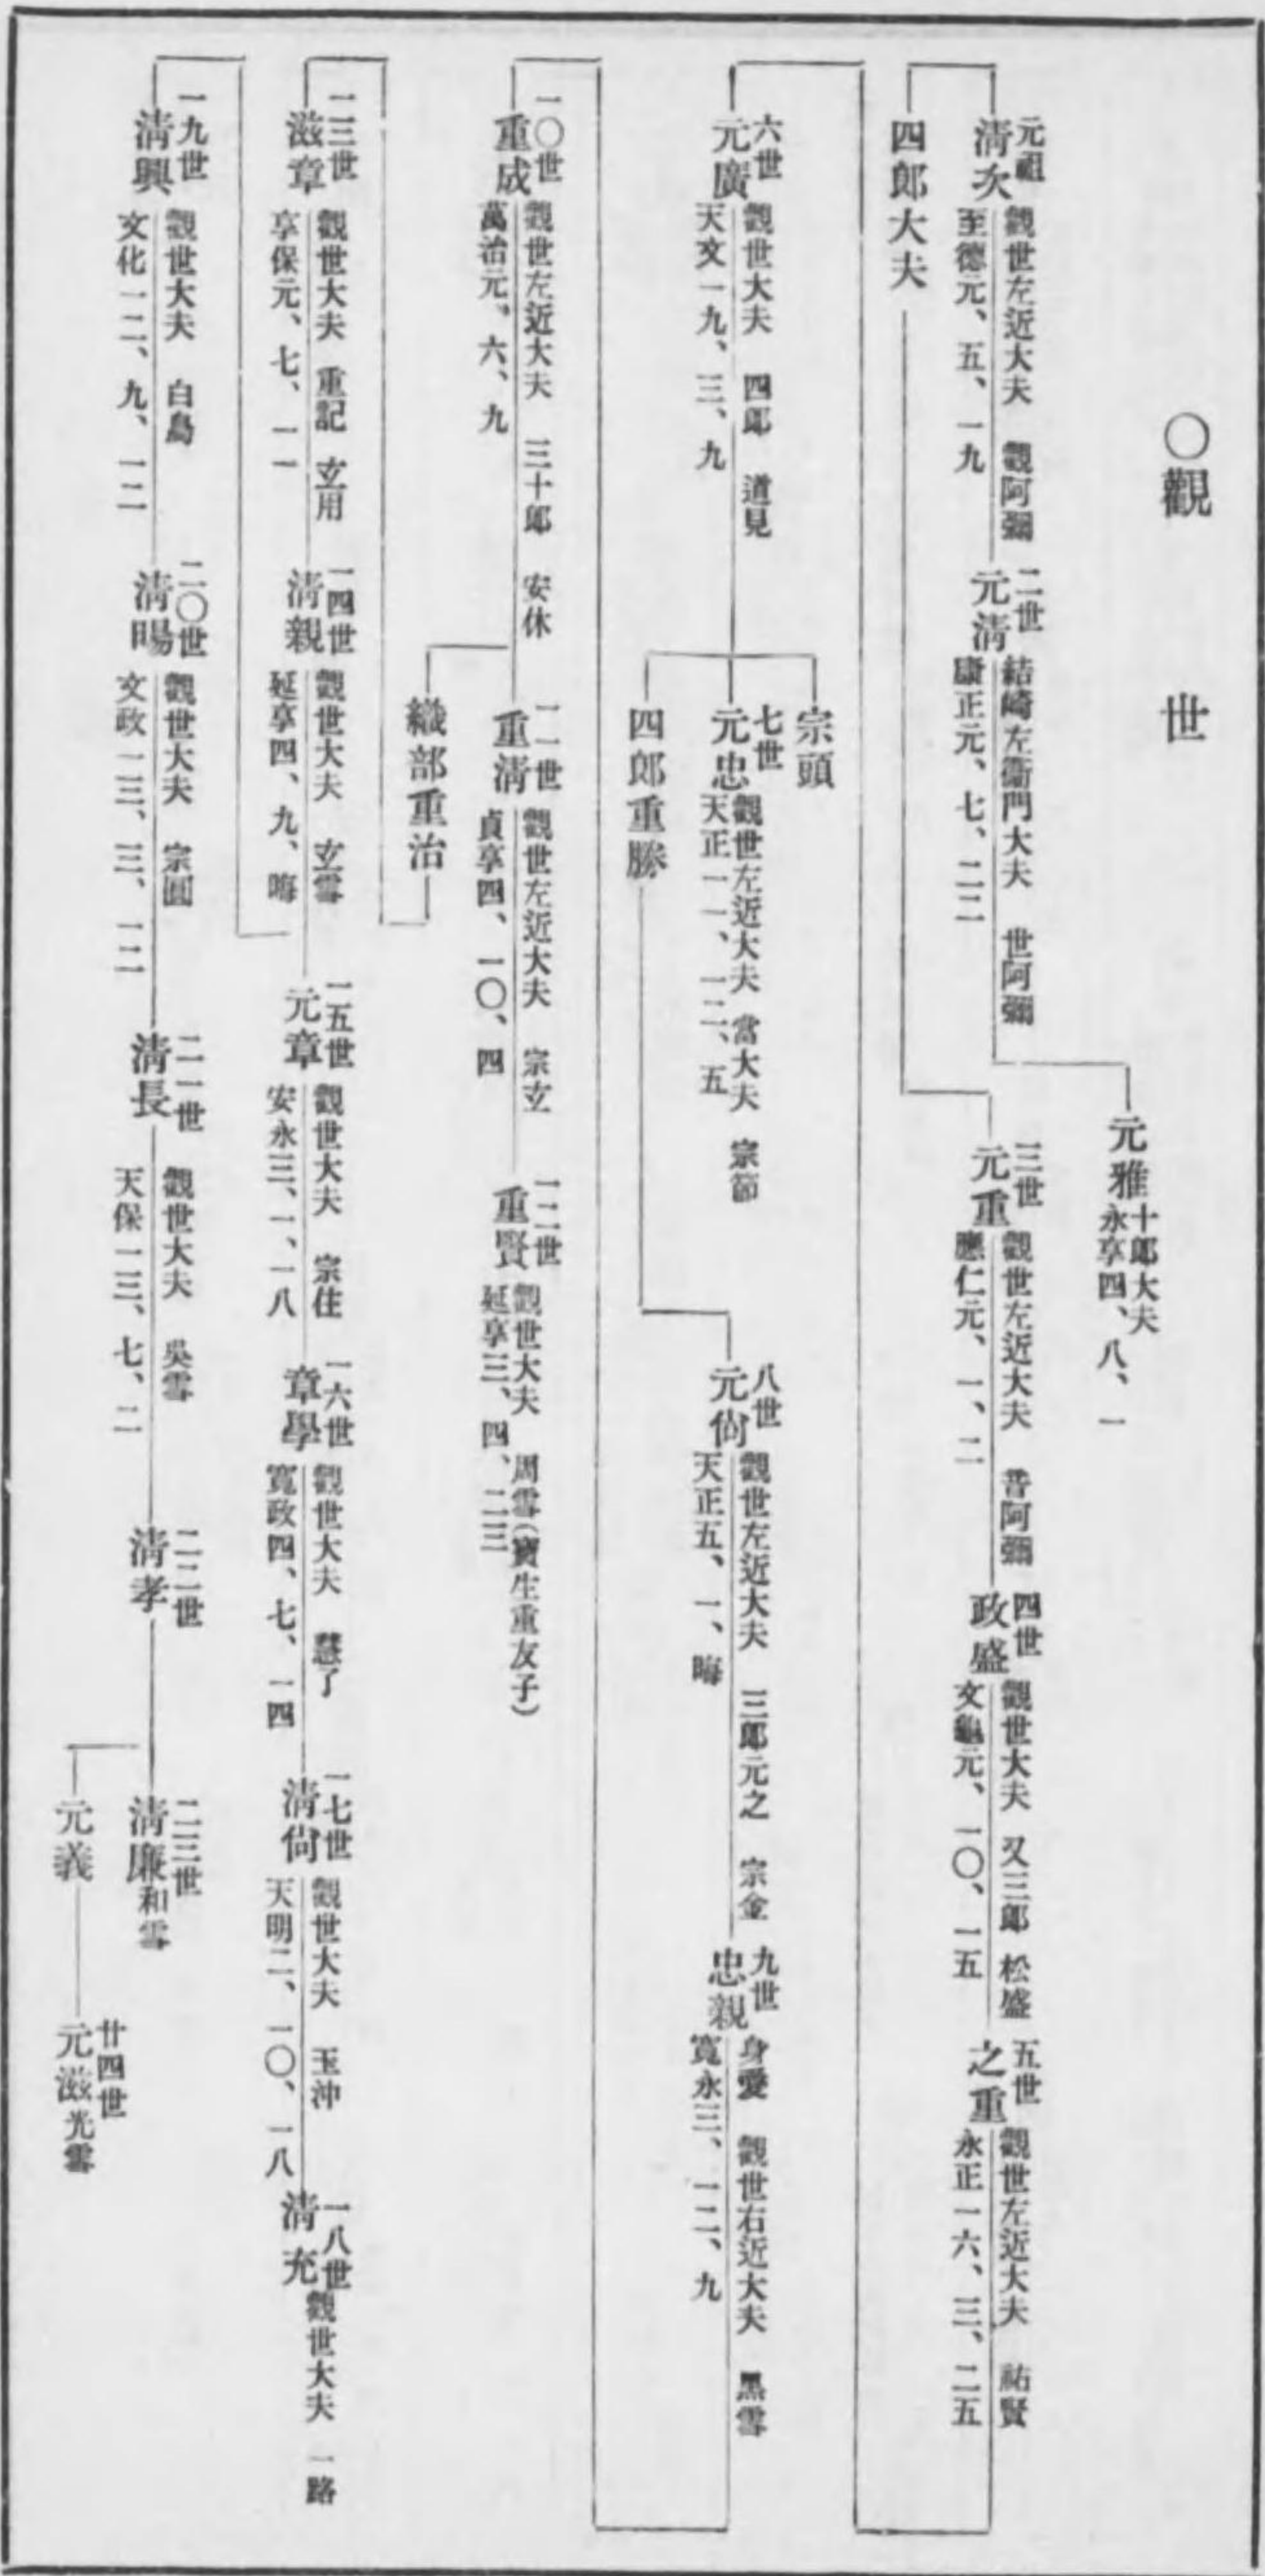 〇觀世
元祖
清次
觀世左近大夫 觀阿彌
至德元、五、一九
二世
元清
結崎左衞門大夫 世阿彌
康正元、七、二二
元雅
十郎大夫
永享四、八、一
四郎大夫
三世
元重
觀世左近大夫 音阿彌
應仁元、一、二
四世
政盛
觀世大夫 又三郎 松盛
文龜元、一〇、一五
五世
之重
觀世左近大夫 祐賢
永正一六、三、二五
六世
元廣
觀世大夫 四郎 道見
天文一九、三、九
宗頭
七世
元忠
觀世左近大夫 當大夫 宗節
天正一一、一二、五
四郎重勝
八世
元尙
觀世左近大夫 三郎元之 宗金
天正五、一、晦
九世
忠親
身愛 觀世右近大夫 黑雪
寬永三、一二、九
一〇世
重成
觀世左近大夫 三十郎 安休
萬治元、六、九
一一世
重清
觀世左近大夫 宗玄
貞享四、一〇、四
一二世
重賢
觀世大夫 周雪(寶生重友子)
延享三、四、二三
織部重治
一三世
滋章
觀世大夫 重記 玄用
享保元、七、一一
一四世
清親
觀世大夫 玄雪
延享四、九、晦
一五世
元章
觀世大夫 宗住
安永三、一、一八
一六世
章學
觀世大夫 慧了
寬政四、七、一四
一七世
清尙
觀世大夫 玉沖
天明二、一〇、一八
一八世
清充
觀世大夫 一路
一九世
清興
觀世大夫 白鳥
文化一二、九、一二
二〇世
清暘
觀世大夫 宗圓
文政一三、三、一二
二一世
清長
觀世大夫 吳雪
天保一三、七、二
二二世
清孝
二三世
清廉
和雪
元義
廿四世
元滋
光雪